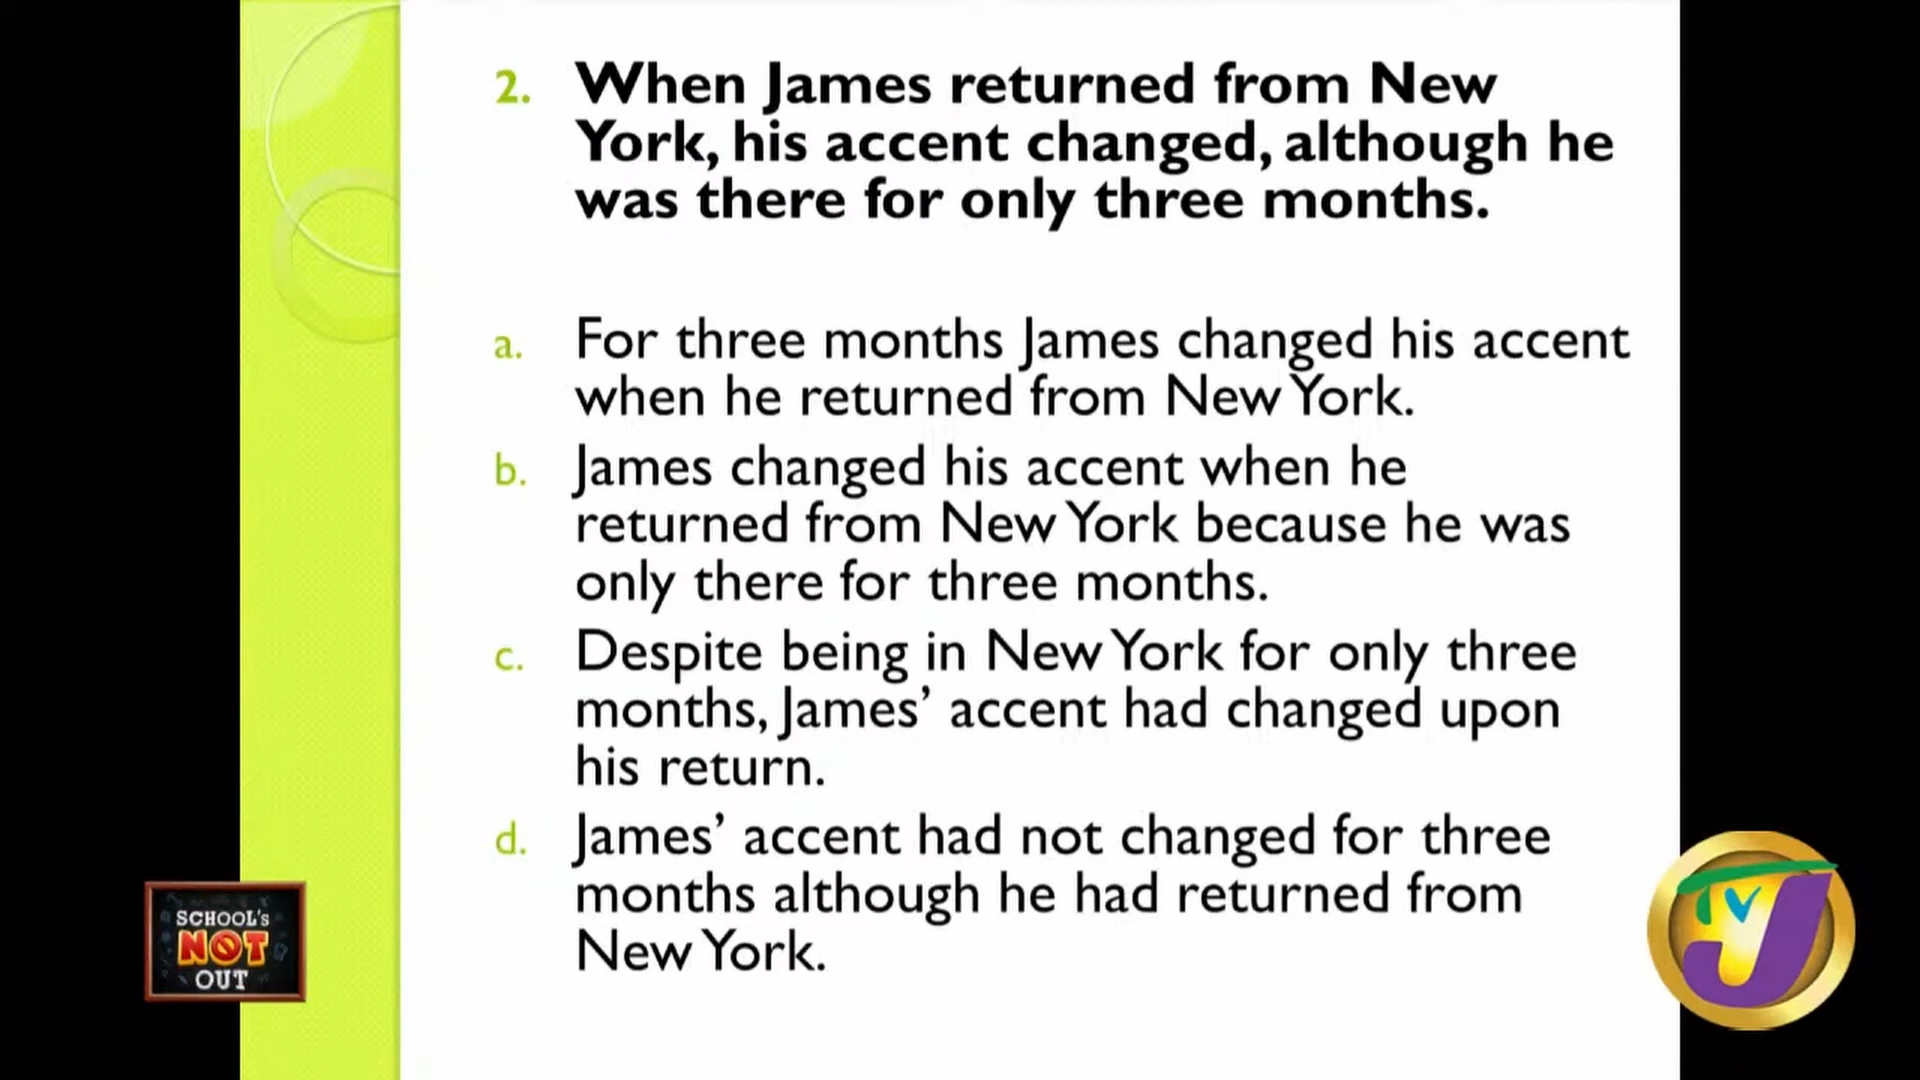 2. When James returned from New
York, his accent changed, although he
was there for only three months.
a. For three months James changed his accent
when he returned from New York.
b. James changed his accent when he
returned from New York because he was
only there for three months.
c. Despite being in New York for only three
months, James’ accent had changed upon
his return.
d. James’ accent had not changed for three
months although he had returned from
New York.
SCHOOL's
NOT
OUT
TVJ